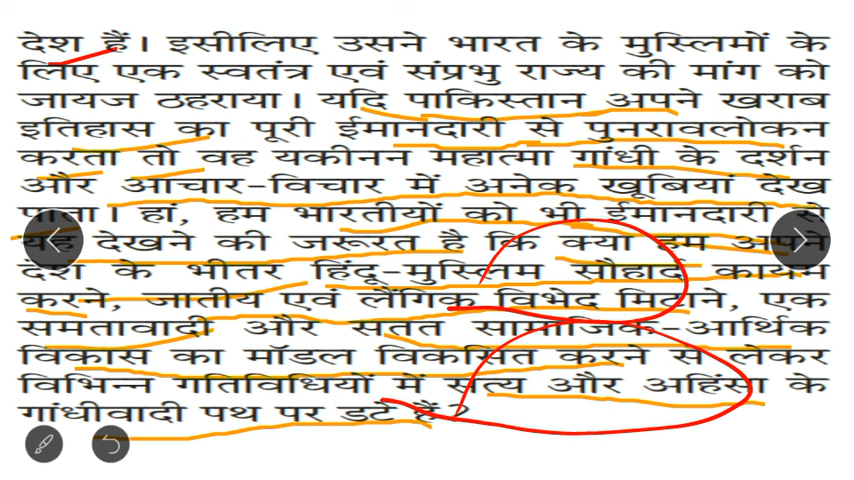 देश हैं। इसीलिए उसने भारत के मुस्लिमों के
लिए एक स्वतंत्र एवं संप्रभु राज्य की मांग को
जायज ठहराया। यदि पाकिस्तान अपने खराब
इतिहास का पूरी ईमानदारी से पुनरावलोकन
करता तो वह यकीनन महात्मा गांधी के दर्शन
और आचार-विचार में अनेक खूबियां देख
पाता। हां, हम भारतीयों को भी ईमानदारी से
यह देखने की जरूरत है कि क्या हम अपने
देश के भीतर हिंदू-मुस्लिम सौहार्द कायम
करने, जातीय एवं लैंगिक विभेद मिटाने, एक
समतावादी और सतत सामाजिक-आर्थिक
विकास का मॉडल विकसित करने से लेकर
विभिन्न गतिविधियों में सत्य और अहिंसा के
गांधीवादी पथ पर डटे हैं?